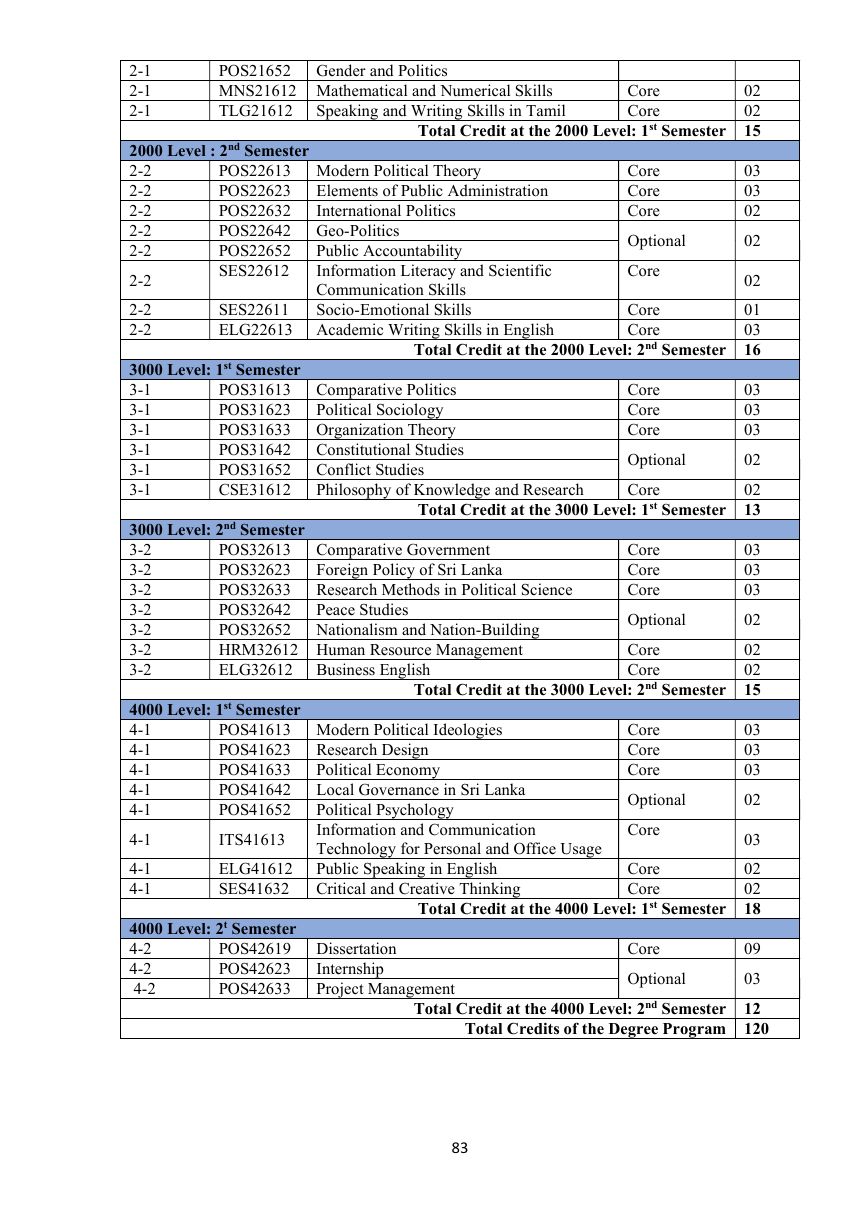 2-1 POS21652 Gender and Politics
2-1 MNS21612 Mathematical and Numerical Skills Core 02
2-1 TLG21612 Speaking and Writing Skills in Tamil Core 02
Total Credit at the 2000 Level: 1st Semester 15
2000 Level : 2nd Semester
2-2 POS22613 Modern Political Theory Core 03
2-2 POS22623 Elements of Public Administration Core 03
2-2 POS22632 International Politics Core 02
2-2 POS22642 Geo-Politics Optional 02
2-2 POS22652 Public Accountability
2-2 SES22612 Information Literacy and Scientific Core 02
Communication Skills
2-2 SES22611 Socio-Emotional Skills Core 01
2-2 ELG22613 Academic Writing Skills in English Core 03
Total Credit at the 2000 Level: 2nd Semester 16
3000 Level: 1st Semester
3-1 POS31613 Comparative Politics Core 03
3-1 POS31623 Political Sociology Core 03
3-1 POS31633 Organization Theory Core 03
3-1 POS31642 Constitutional Studies Optional 02
3-1 POS31652 Conflict Studies
3-1 CSE31612 Philosophy of Knowledge and Research Core 02
Total Credit at the 3000 Level: 1st Semester 13
3000 Level: 2nd Semester
3-2 POS32613 Comparative Government Core 03
3-2 POS32623 Foreign Policy of Sri Lanka Core 03
3-2 POS32633 Research Methods in Political Science Core 03
3-2 POS32642 Peace Studies Optional 02
3-2 POS32652 Nationalism and Nation-Building
3-2 HRM32612 Human Resource Management Core 02
3-2 ELG32612 Business English Core 02
Total Credit at the 3000 Level: 2nd Semester 15
4000 Level: 1st Semester
4-1 POS41613 Modern Political Ideologies Core 03
4-1 POS41623 Research Design Core 03
4-1 POS41633 Political Economy Core 03
4-1 POS41642 Local Governance in Sri Lanka Optional 02
4-1 POS41652 Political Psychology
4-1 ITS41613 Information and Communication Core 03
Technology for Personal and Office Usage
4-1 ELG41612 Public Speaking in English Core 02
4-1 SES41632 Critical and Creative Thinking Core 02
Total Credit at the 4000 Level: 1st Semester 18
4000 Level: 2t Semester
4-2 POS42619 Dissertation Core 09
4-2 POS42623 Internship Optional 03
4-2 POS42633 Project Management
Total Credit at the 4000 Level: 2nd Semester 12
Total Credits of the Degree Program 120
83